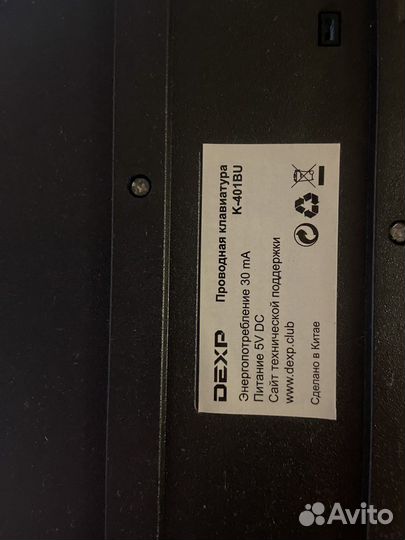 DEXP Проводная клавиатура
K-401BU
Энергопотребление 30 mA
Питание 5V DC
Сайт технической поддержки
www.dexp.club
Сделано в Китае
Avito